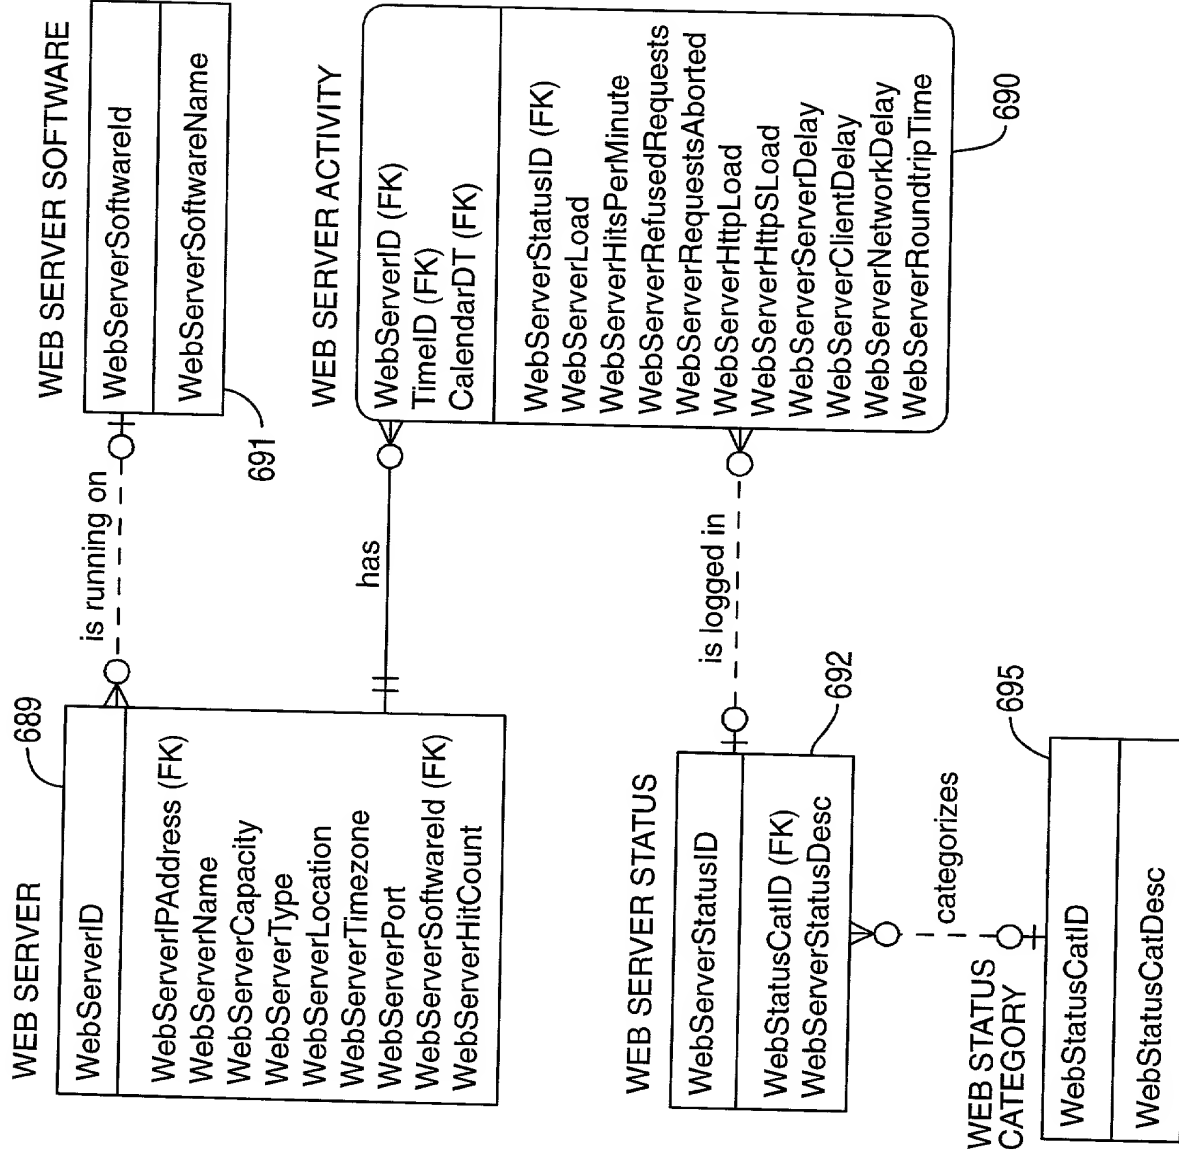 WEB SERVER
689
WebServerID
WebServerIPAddress (FK)
WebServerName
WebServerCapacity
WebServerType
WebServerLocation
WebServerTimezone
WebServerPort
WebServerSoftwareId (FK)
WebServerHitCount
is running on
WEB SERVER SOFTWARE
WebServerSoftwareId
WebServerSoftwareName
691
has
WEB SERVER ACTIVITY
WebServerID (FK)
TimeID (FK)
CalendarDT (FK)
WebServerStatusID (FK)
WebServerLoad
WebServerHitsPerMinute
WebServerRefusedRequests
WebServerRequestsAborted
WebServerHttpLoad
WebServerHttpSLoad
WebServerServerDelay
WebServerClientDelay
WebServerNetworkDelay
WebServerRoundtripTime
690
is logged in
WEB SERVER STATUS
WebServerStatusID
WebStatusCatID (FK)
WebServerStatusDesc
692
categorizes
WEB STATUS
CATEGORY
695
WebStatusCatID
WebStatusCatDesc